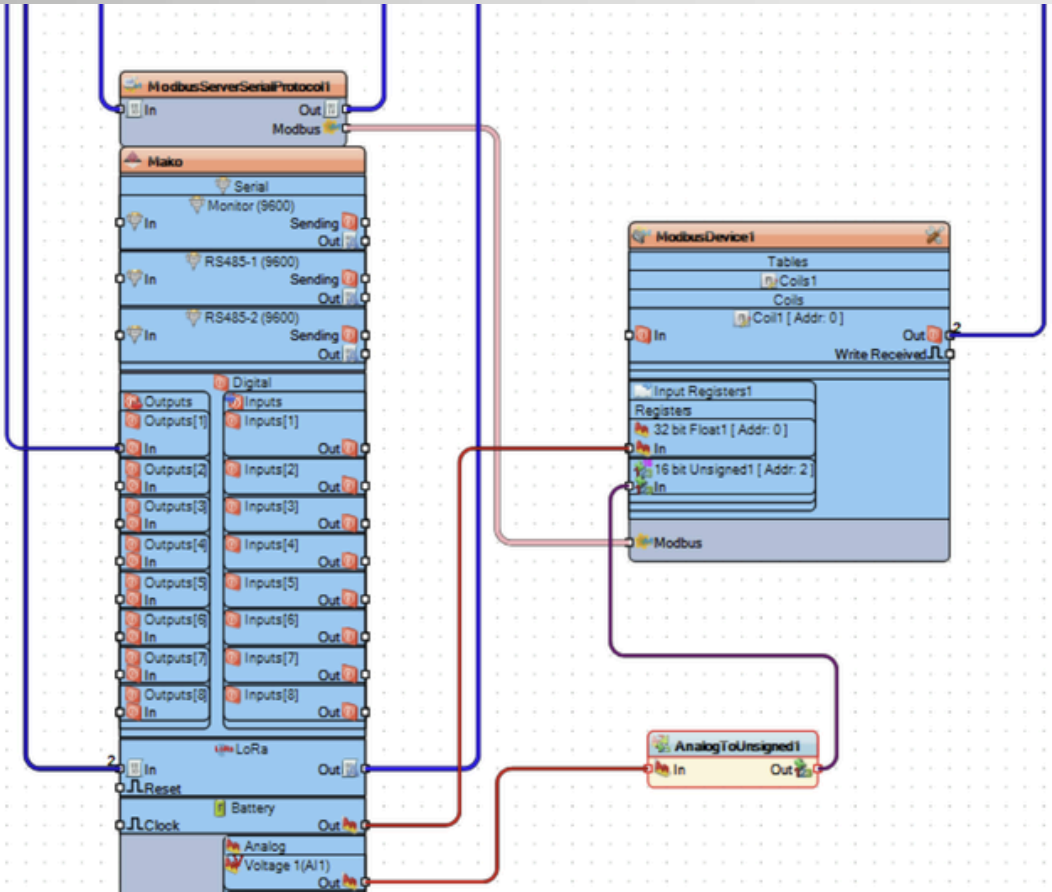 ModbusServerSerialProtocol1
In Out
Modbus
Mako
Serial
Monitor (9600)
In Sending
Out
RS485-1 (9600)
In Sending
Out
RS485-2 (9600)
In Sending
Out
Digital
Outputs Inputs
Outputs[1] Inputs[1]
In Out
Outputs[2] Inputs[2]
In Out
Outputs[3] Inputs[3]
In Out
Outputs[4] Inputs[4]
In Out
Outputs[5] Inputs[5]
In Out
Outputs[6] Inputs[6]
In Out
Outputs[7] Inputs[7]
In Out
Outputs[8] Inputs[8]
In Out
LoRa
2
In Out
Reset
Battery
Clock Out
Analog
Voltage 1(AI1)
Out
ModbusDevice1
Tables
Coils1
Coils
Coil1 [ Addr: 0 ]
In Out 2
Write Received
Input Registers1
Registers
32 bit Float1 [ Addr: 0 ]
In
16 bit Unsigned1 [ Addr: 2 ]
In
Modbus
AnalogToUnsigned1
In Out